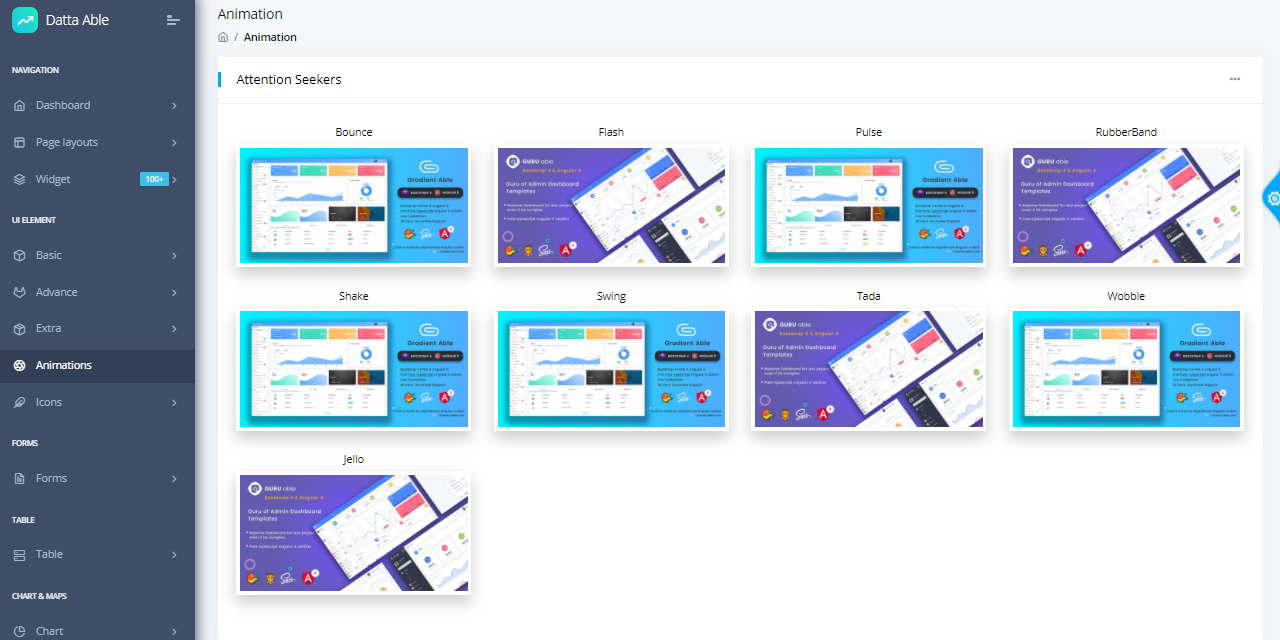 Datta Able
NAVIGATION
Dashboard
Page layouts
Widget 100+
UI ELEMENT
Basic
Advance
Extra
Animations
Icons
FORMS
Forms
TABLE
Table
CHART & MAPS
Chart
Animation
/ Animation
Attention Seekers
Bounce
Gradient Able
Flash
GURU able
Bootstrap 4 & Angular 4
Guru of Admin Dashboard
Templates
Pulse
Gradient Able
RubberBand
GURU able
Bootstrap 4 & Angular 4
Guru of Admin Dashboard
Templates
Shake
Gradient Able
Swing
Gradient Able
Tada
GURU able
Bootstrap 4 & Angular 4
Guru of Admin Dashboard
Templates
Wobble
Gradient Able
Jello
GURU able
Bootstrap 4 & Angular 4
Guru of Admin Dashboard
Templates